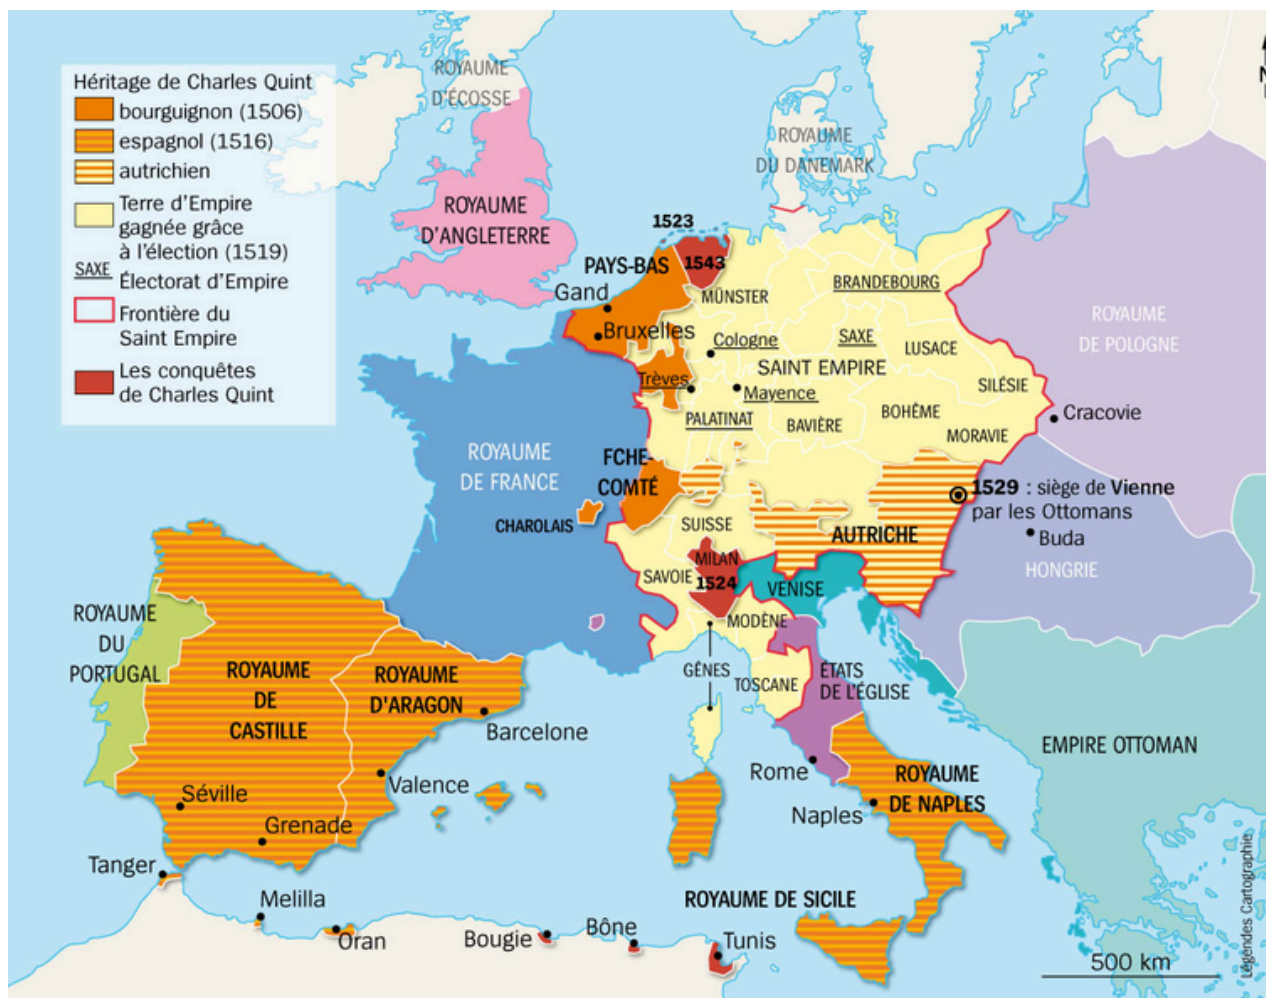 Héritage de Charles Quint
bourguignon (1506)
espagnol (1516)
autrichien
Terre d'Empire
gagnée grâce
à l'élection (1519)
SAXE
Électorat d'Empire
Frontière du
Saint Empire
Les conquêtes
de Charles Quint
ROYAUME
D'ÉCOSSE
ROYAUME
DU DANEMARK
N
ROYAUME
D'ANGLETERRE
1523
1543
PAYS-BAS
Gand
Bruxelles
MÜNSTER
BRANDEBOURG
Cologne
SAXE
LUSACE
SAINT EMPIRE
Trèves
Mayence
SILÉSIE
PALATINAT
BAVIÈRE
BOHÊME
MORAVIE
ROYAUME
DE POLOGNE
Cracovie
ROYAUME
DE FRANCE
FCHE-
COMTÉ
CHAROLAIS
SUISSE
AUTRICHE
1529 : siège de Vienne
par les Ottomans
Buda
HONGRIE
MILAN
1524
SAVOIE
VENISE
MODÈNE
GÊNES
TOSCANE
ÉTATS
DE L'ÉGLISE
ROYAUME
DU
PORTUGAL
ROYAUME
DE
CASTILLE
ROYAUME
D'ARAGON
Barcelone
Valence
Séville
Grenade
Rome
Naples
ROYAUME
DE NAPLES
EMPIRE OTTOMAN
Tanger
Melilla
Oran
Bougie
Bône
Tunis
ROYAUME DE SICILE
500 km
Légendes Cartographie